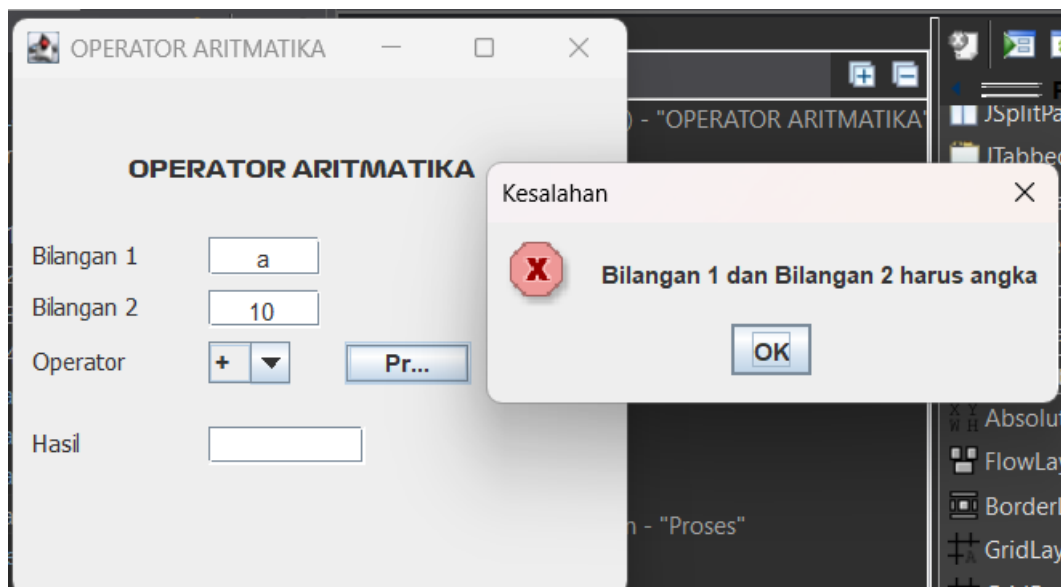 OPERATOR ARITMATIKA
OPERATOR ARITMATIKA
Bilangan 1
a
Bilangan 2
10
Operator
+
Pr...
Hasil
) - "OPERATOR ARITMATIKA"
Kesalahan
Bilangan 1 dan Bilangan 2 harus angka
OK
- "Proses"
JSplitPa
JTabbed
Absolut
FlowLay
Border
GridLay